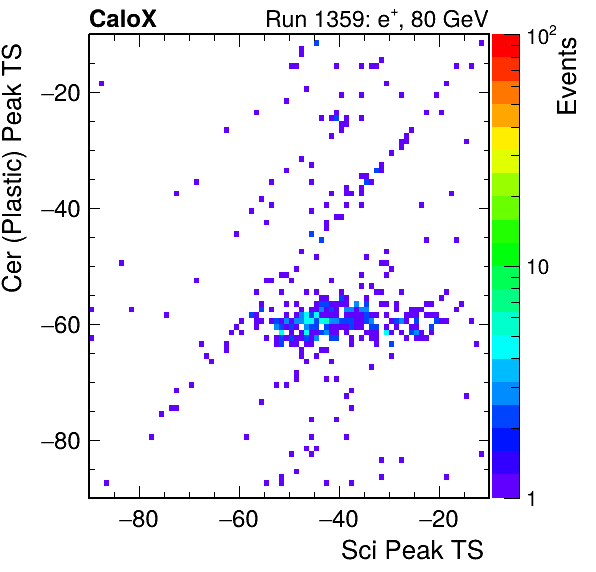 CaloX Run 1359: e+, 80 GeV
Cer (Plastic) Peak TS
−20
−40
−60
−80
−80 −60 −40 −20
Sci Peak TS
10²
10
1
Events